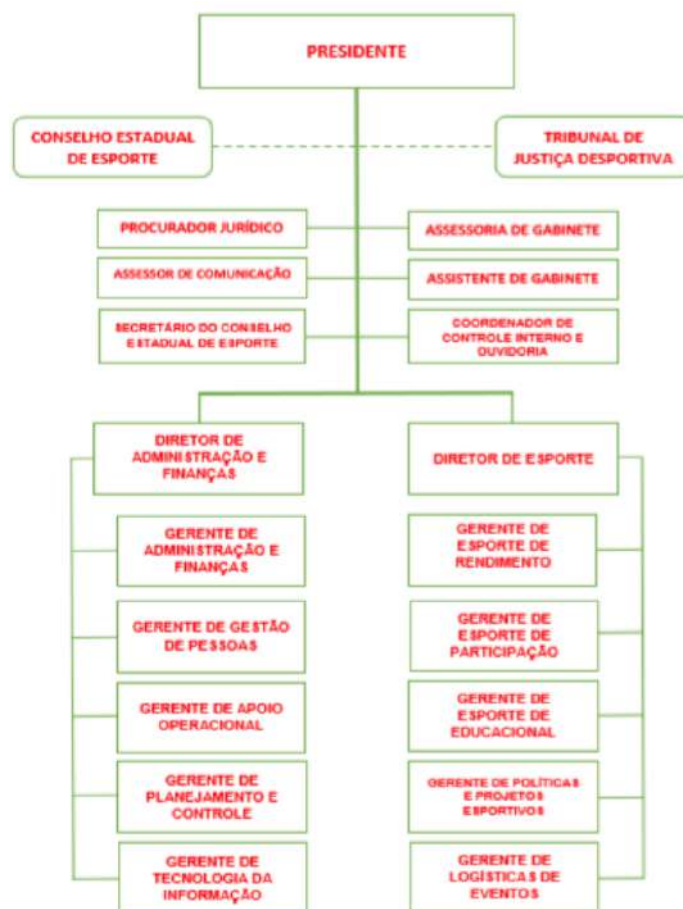 PRESIDENTE
CONSELHO ESTADUAL
DE ESPORTE
TRIBUNAL DE
JUSTIÇA DESPORTIVA
PROCURADOR JURÍDICO
ASSESSORIA DE GABINETE
ASSESSOR DE COMUNICAÇÃO
ASSISTENTE DE GABINETE
SECRETÁRIO DO CONSELHO
ESTADUAL DE ESPORTE
COORDENADOR DE
CONTROLE INTERNO E
OUVIDORIA
DIRETOR DE
ADMINISTRAÇÃO E
FINANÇAS
DIRETOR DE ESPORTE
GERENTE DE
ADMINISTRAÇÃO E
FINANÇAS
GERENTE DE
ESPORTE DE
RENDIMENTO
GERENTE DE GESTÃO
DE PESSOAS
GERENTE DE
ESPORTE DE
PARTICIPAÇÃO
GERENTE DE APOIO
OPERACIONAL
GERENTE DE
ESPORTE DE
EDUCACIONAL
GERENTE DE
PLANEJAMENTO E
CONTROLE
GERENTE DE POLÍTICAS
E PROJETOS
ESPORTIVOS
GERENTE DE
TECNOLOGIA DA
INFORMAÇÃO
GERENTE DE
LOGÍSTICAS DE
EVENTOS